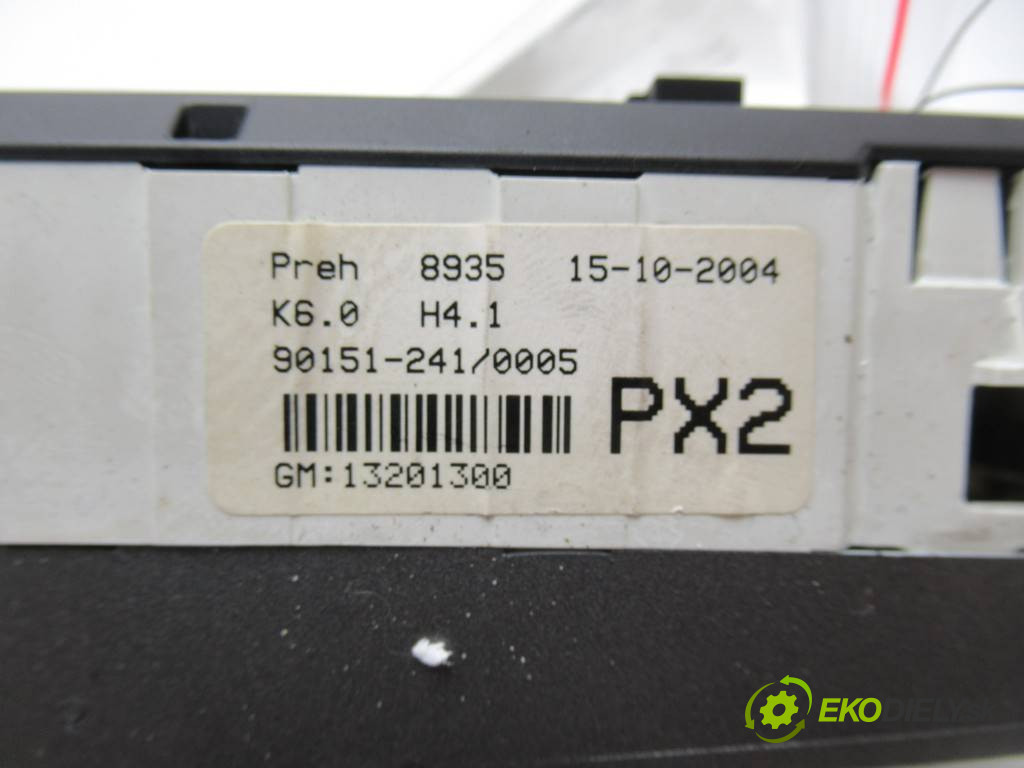 Preh 8935 15-10-2004
K6.0 H4.1
90151-241/0005
PX2
GM:13201300
EKODIELY